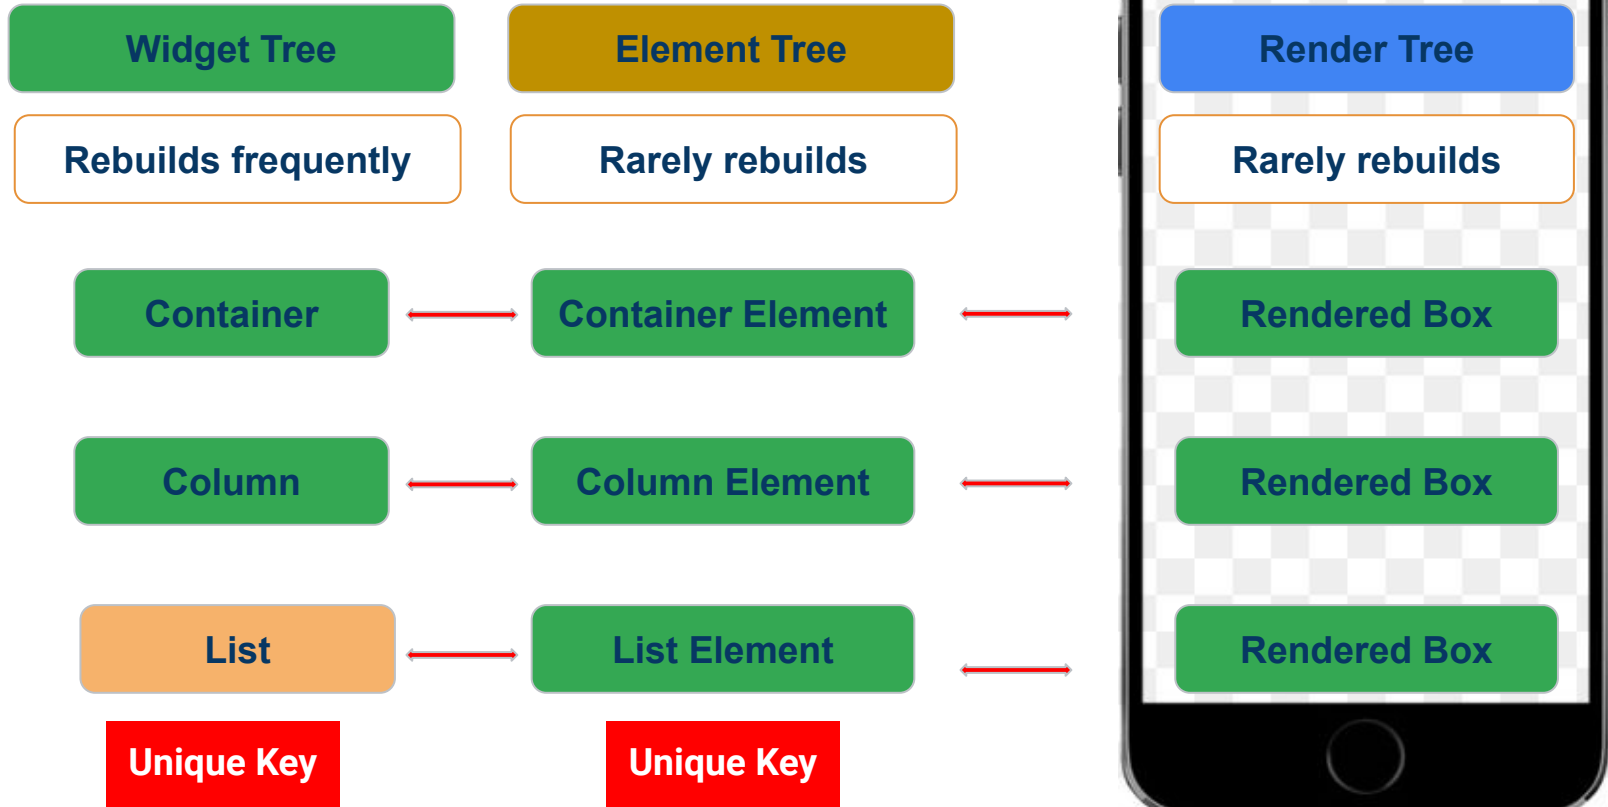 Widget Tree
Element Tree
Render Tree
Rebuilds frequently
Rarely rebuilds
Rarely rebuilds
Container
Container Element
Rendered Box
Column
Column Element
Rendered Box
List
List Element
Rendered Box
Unique Key
Unique Key